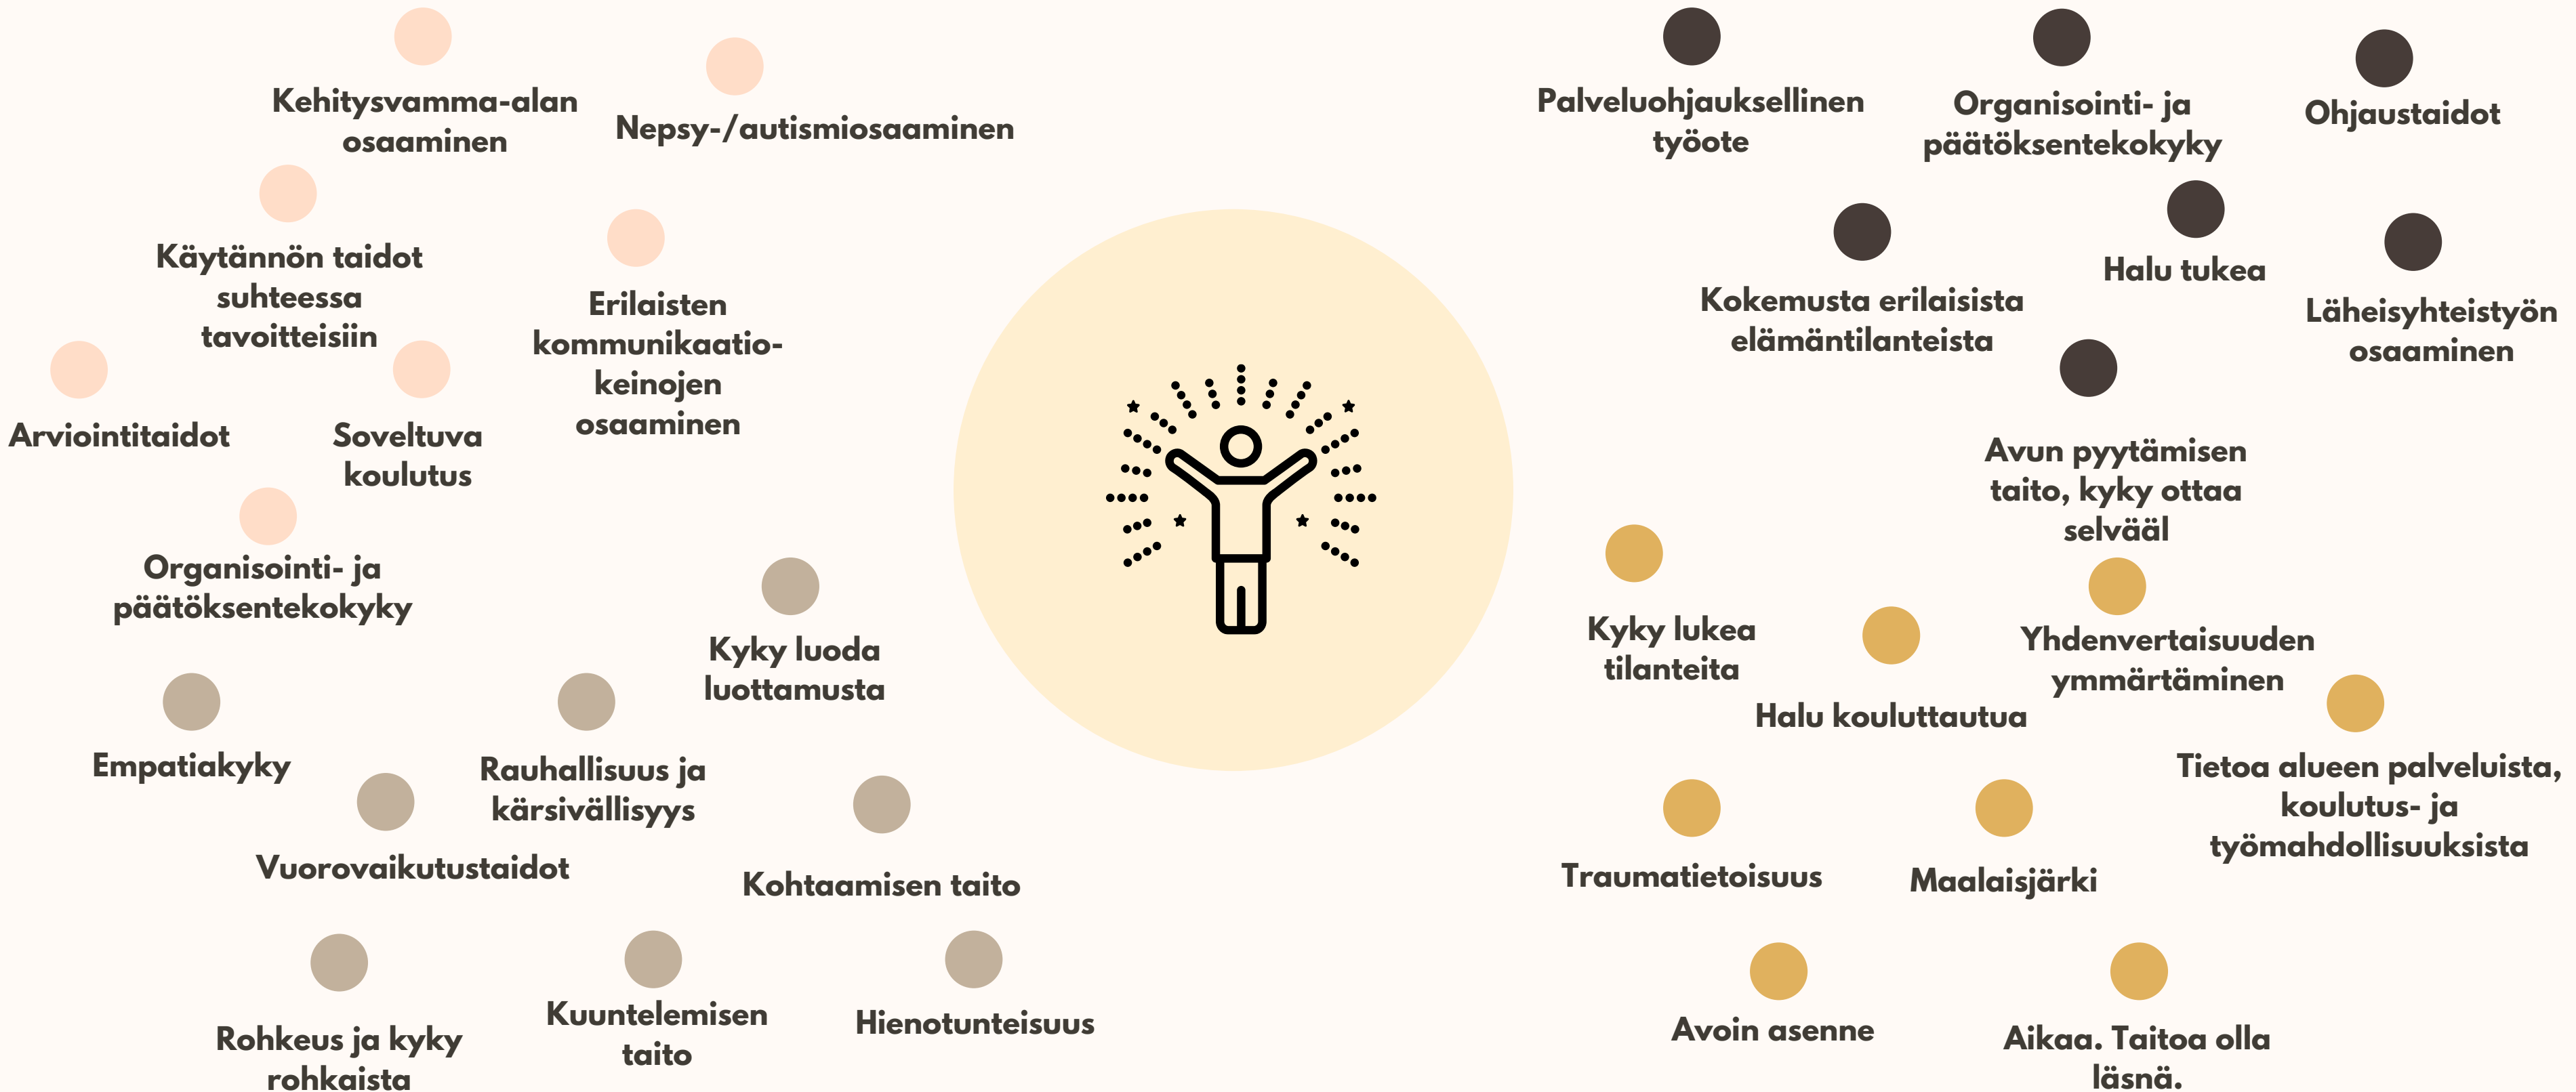 Kehitysvamma-alan
osaaminen
Nepsy-/autismiosaaminen
Käytännön taidot
suhteessa
tavoitteisiin
Erilaisten
kommunikaatio-
keinojen
osaaminen
Arviointitaidot
Soveltuva
koulutus
Organisointi- ja
päätöksentekokyky
Kyky luoda
luottamusta
Empatiakyky
Rauhallisuus ja
kärsivällisyys
Vuorovaikutustaidot
Kohtaamisen taito
Rohkeus ja kyky
rohkaista
Kuuntelemisen
taito
Hienotunteisuus
Palveluohjauksellinen
työote
Organisointi- ja
päätöksentekokyky
Ohjaustaidot
Kokemusta erilaisista
elämäntilanteista
Halu tukea
Läheisyhteistyön
osaaminen
Avun pyytämisen
taito, kyky ottaa
selvääl
Kyky lukea
tilanteita
Halu kouluttautua
Yhdenvertaisuuden
ymmärtäminen
Tietoa alueen palveluista,
koulutus- ja
työmahdollisuuksista
Traumatietoisuus
Maalaisjärki
Avoin asenne
Aikaa. Taitoa olla
läsnä.